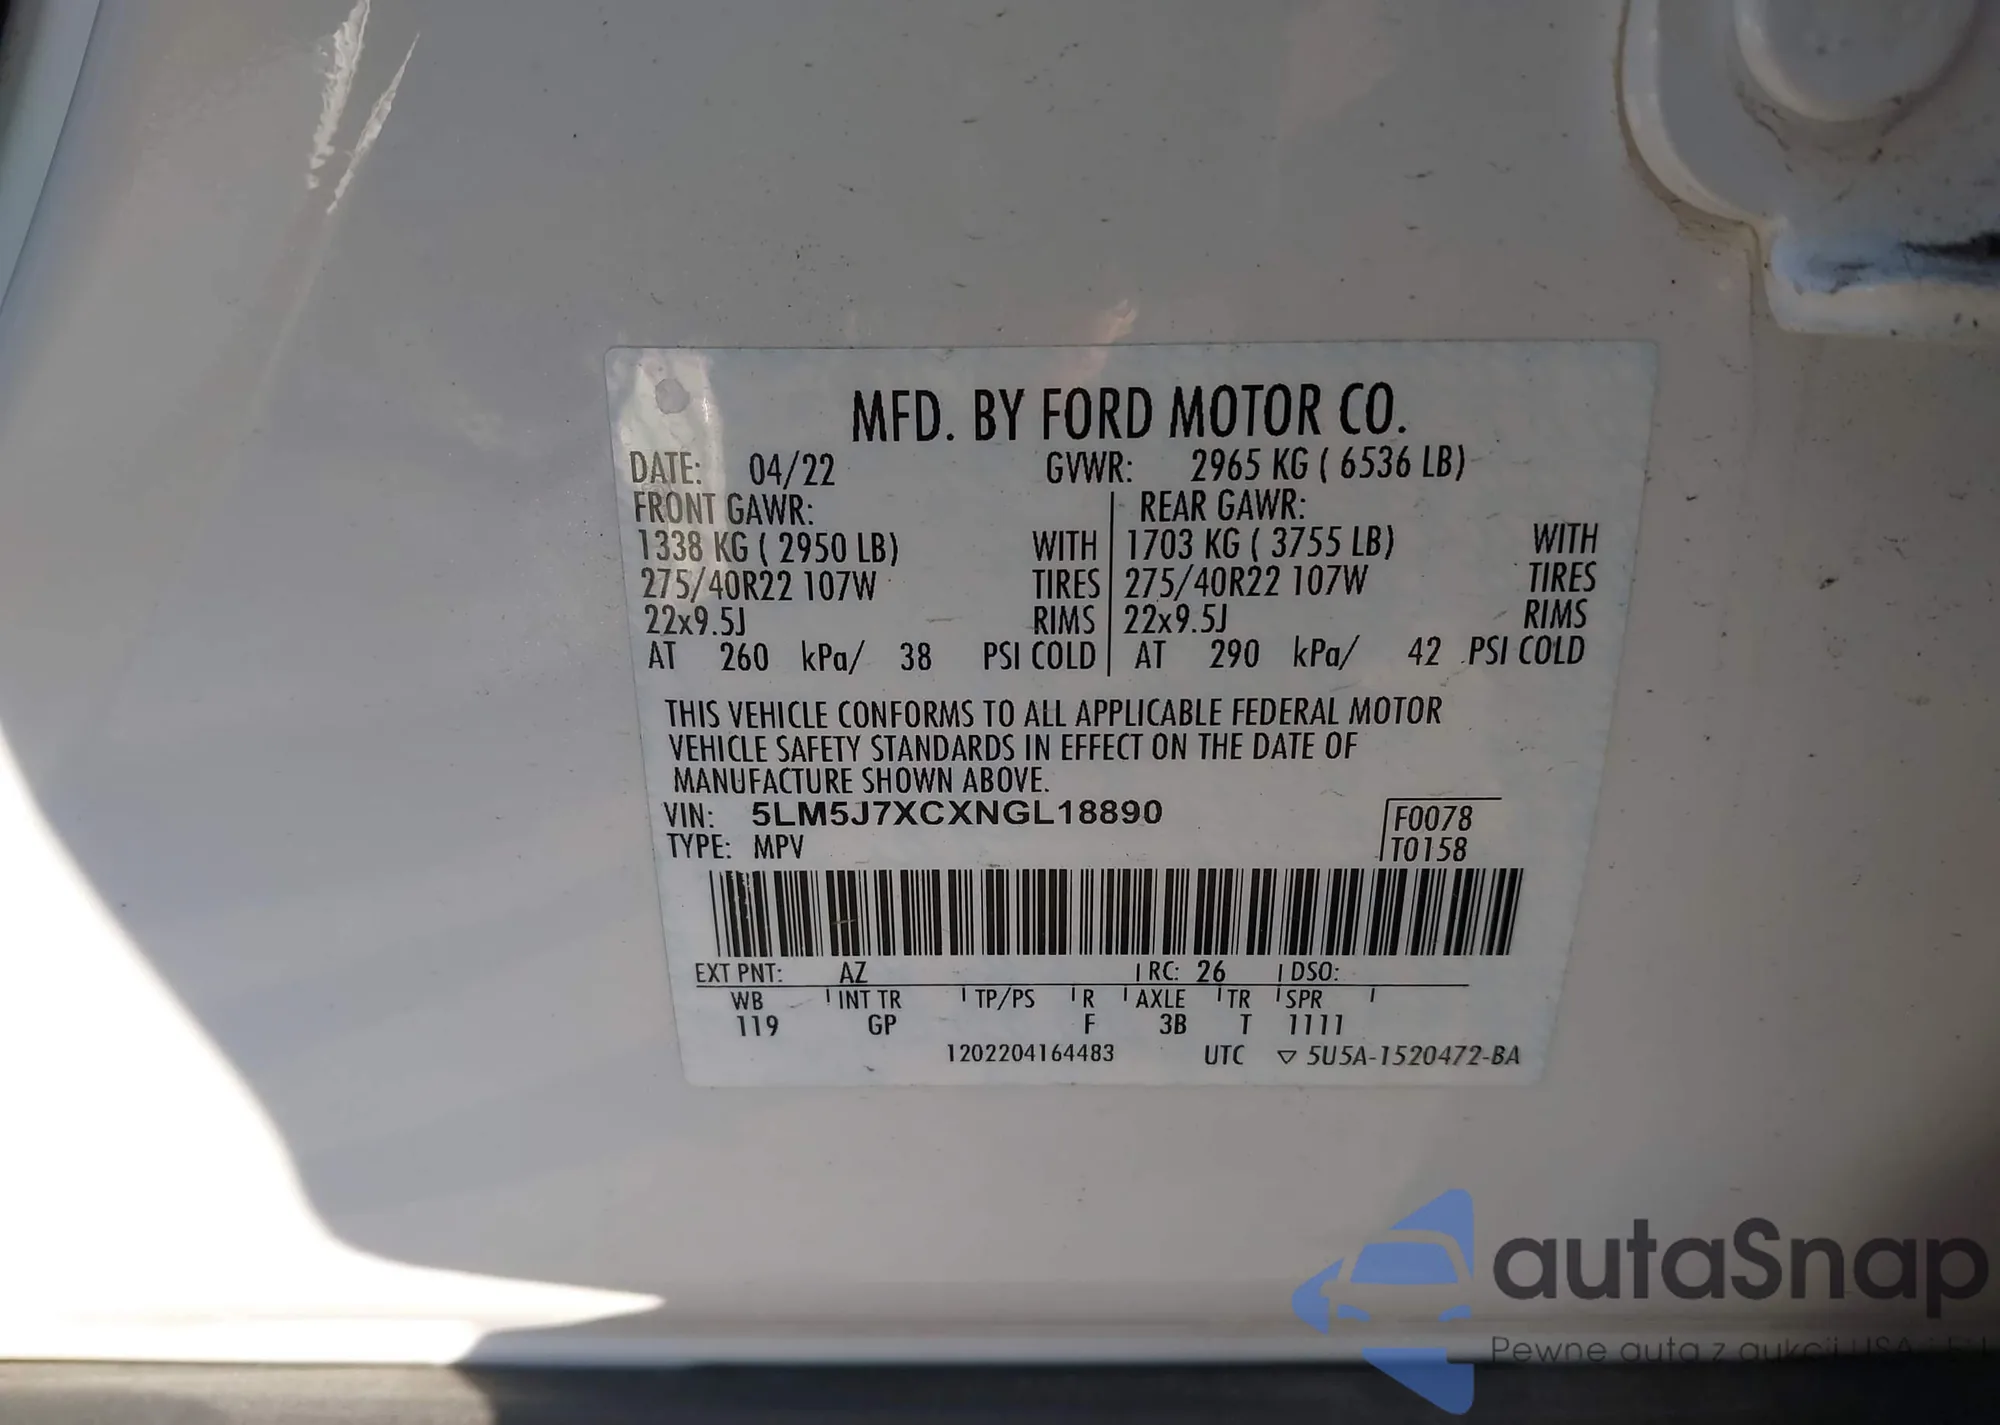 MFD. BY FORD MOTOR CO.
DATE: 04/22 GVWR: 2965 KG ( 6536 LB)
FRONT GAWR: REAR GAWR:
1338 KG ( 2950 LB) WITH 1703 KG ( 3755 LB) WITH
275/40R22 107W TIRES 275/40R22 107W TIRES
22x9.5J RIMS 22x9.5J RIMS
AT 260 kPa/ 38 PSI COLD AT 290 kPa/ 42 PSI COLD
THIS VEHICLE CONFORMS TO ALL APPLICABLE FEDERAL MOTOR
VEHICLE SAFETY STANDARDS IN EFFECT ON THE DATE OF
MANUFACTURE SHOWN ABOVE.
VIN: 5LM5J7XCXNGL18890 F0078
TYPE: MPV T0158
EXT PNT: AZ RC: 26 DSO:
WB INT TR TP/PS R AXLE TR SPR
119 GP F 3B T 1111
1202204164483 UTC ▽ 5U5A-1520472-BA
autaSnap
Pewne auta z aukcji USA i EU